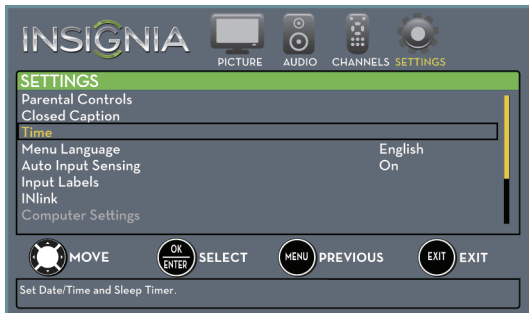 INSIGNIA
PICTURE AUDIO CHANNELS SETTINGS
SETTINGS
Parental Controls
Closed Caption
Time
Menu Language English
Auto Input Sensing On
Input Labels
INlink
Computer Settings
MOVE OK ENTER SELECT MENU PREVIOUS EXIT EXIT
Set Date/Time and Sleep Timer.